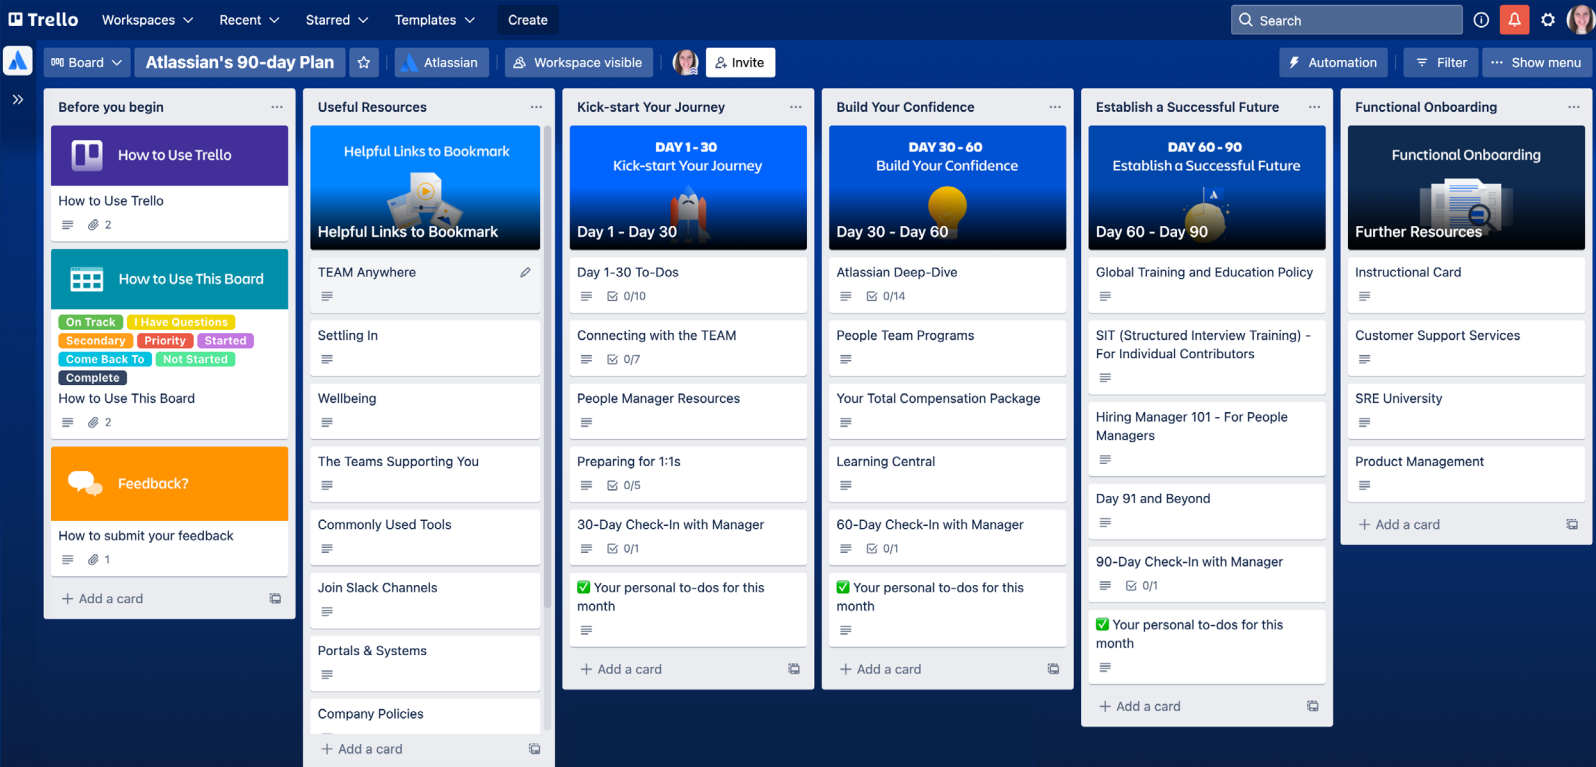 Trello
Workspaces
Recent
Starred
Templates
Create
Search
Board
Atlassian's 90-day Plan
Atlassian
Workspace visible
Invite
Automation
Filter
··· Show menu
Before you begin
How to Use Trello
How to Use Trello
2
How to Use This Board
On Track
I Have Questions
Secondary
Priority
Started
Come Back To
Not Started
Complete
How to Use This Board
2
Feedback?
How to submit your feedback
1
+ Add a card
Useful Resources
Helpful Links to Bookmark
Helpful Links to Bookmark
TEAM Anywhere
Settling In
Wellbeing
The Teams Supporting You
Commonly Used Tools
Join Slack Channels
Portals & Systems
Company Policies
+ Add a card
Kick-start Your Journey
DAY 1 - 30
Kick-start Your Journey
Day 1 - Day 30
Day 1-30 To-Dos
0/10
Connecting with the TEAM
0/7
People Manager Resources
Preparing for 1:1s
0/5
30-Day Check-In with Manager
0/1
✅ Your personal to-dos for this
month
+ Add a card
Build Your Confidence
DAY 30 - 60
Build Your Confidence
Day 30 - Day 60
Atlassian Deep-Dive
0/14
People Team Programs
Your Total Compensation Package
Learning Central
60-Day Check-In with Manager
0/1
✅ Your personal to-dos for this
month
+ Add a card
Establish a Successful Future
DAY 60 - 90
Establish a Successful Future
Day 60 - Day 90
Global Training and Education Policy
SIT (Structured Interview Training) -
For Individual Contributors
Hiring Manager 101 - For People
Managers
Day 91 and Beyond
90-Day Check-In with Manager
0/1
✅ Your personal to-dos for this
month
+ Add a card
Functional Onboarding
Functional Onboarding
Further Resources
Instructional Card
Customer Support Services
SRE University
Product Management
+ Add a card